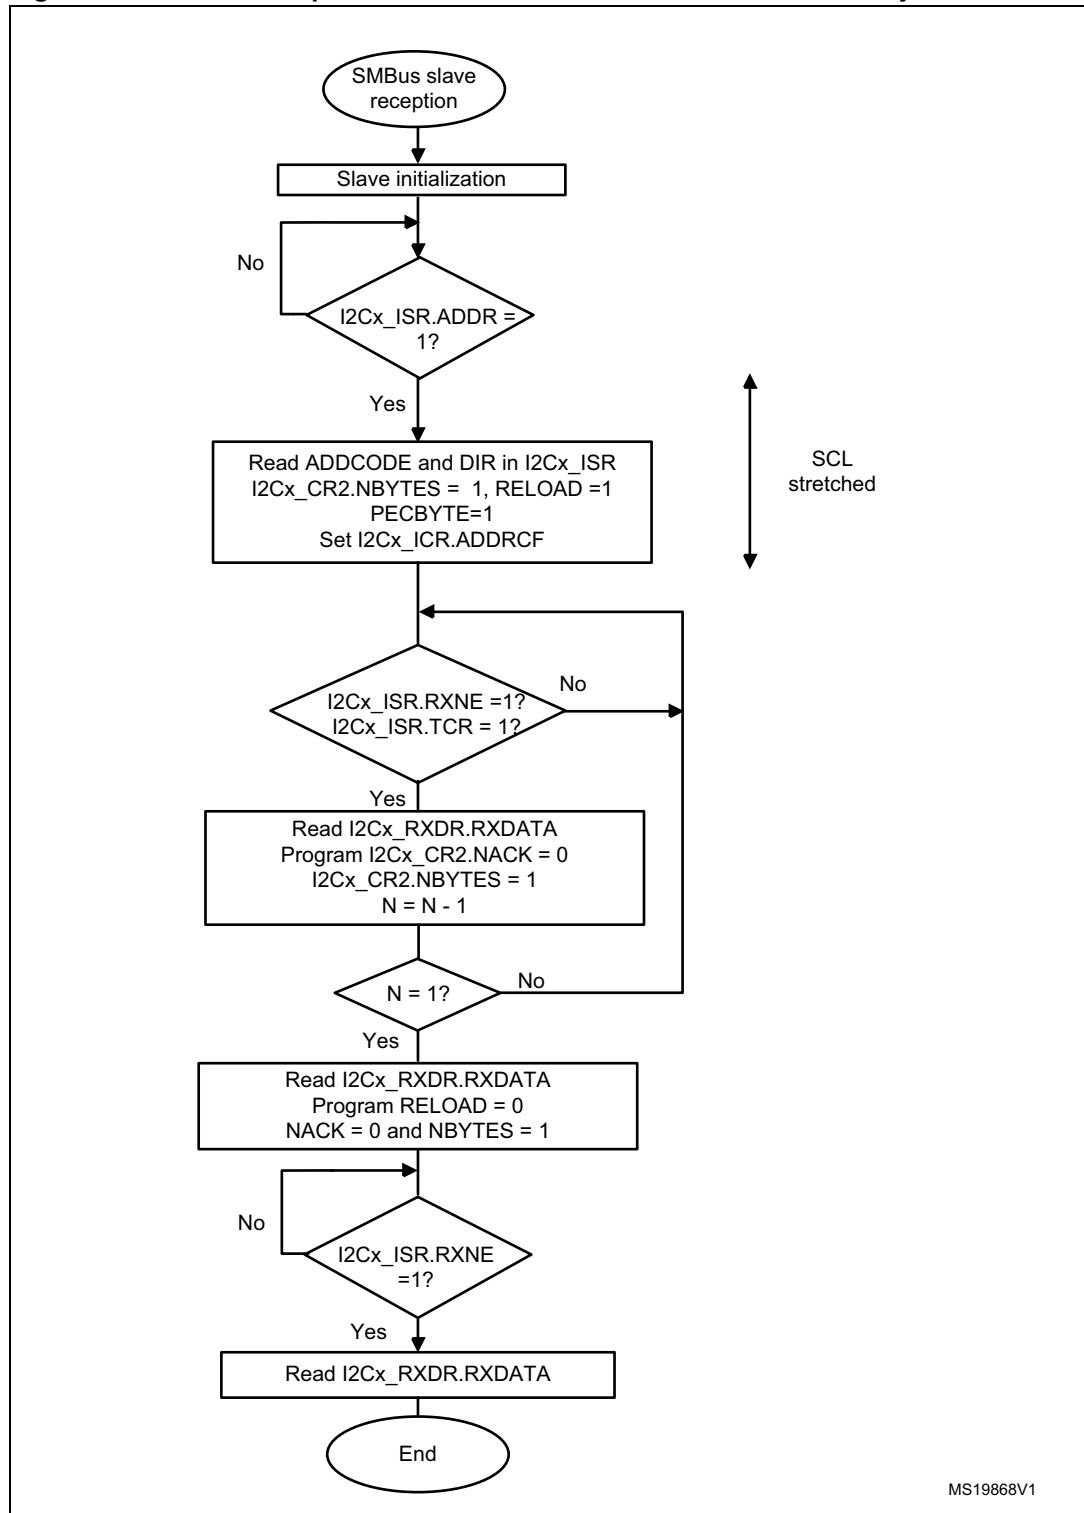 SMBus slave
reception
Slave initialization
No
I2Cx_ISR.ADDR =
1?
Yes
Read ADDCODE and DIR in I2Cx_ISR
I2Cx_CR2.NBYTES = 1, RELOAD =1
PECBYTE=1
Set I2Cx_ICR.ADDRCF
SCL
stretched
I2Cx_ISR.RXNE =1?
I2Cx_ISR.TCR = 1?
No
Yes
Read I2Cx_RXDR.RXDATA
Program I2Cx_CR2.NACK = 0
I2Cx_CR2.NBYTES = 1
N = N - 1
N = 1?
No
Yes
Read I2Cx_RXDR.RXDATA
Program RELOAD = 0
NACK = 0 and NBYTES = 1
No
I2Cx_ISR.RXNE
=1?
Yes
Read I2Cx_RXDR.RXDATA
End
MS19868V1